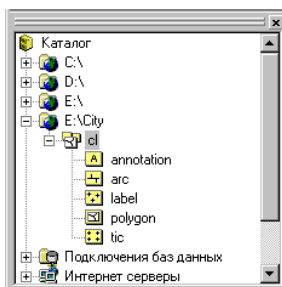 Каталог
C:\
D:\
E:\
E:\City
cl
annotation
arc
label
polygon
tic
Подключения баз данных
Интернет серверы